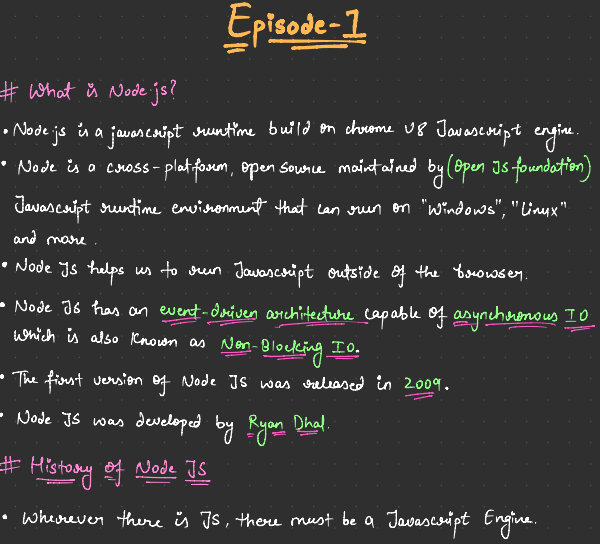 Episode-1
# What is Node js?
• Node js is a javascript runtime build on chrome V8 Javascript engine.
• Node is a cross-platform, open source maintained by (Open JS foundation)
Javascript runtime environment that can run on "Windows", "Linux"
and more.
• Node JS helps us to run Javascript outside of the browser.
• Node JS has an event-driven architecture capable of asynchronous IO
which is also known as Non-Blocking IO.
• The first version of Node JS was released in 2009.
• Node JS was developed by Ryan Dhal.
# History of Node JS
• Wherever there is JS, there must be a Javascript Engine.